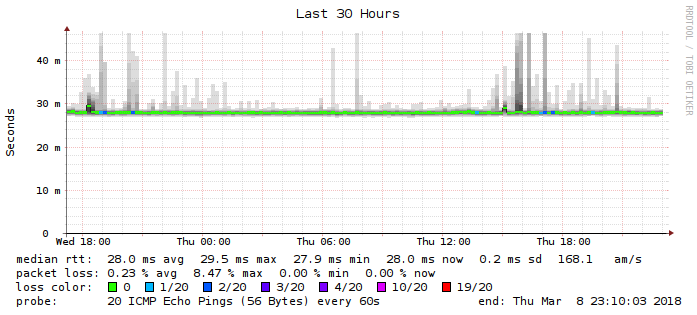 Last 30 Hours
RRDTOOL / TOBI OETIKER
Seconds
40 m
30 m
20 m
10 m
0
Wed 18:00 Thu 00:00 Thu 06:00 Thu 12:00 Thu 18:00
median rtt: 28.0 ms avg 29.5 ms max 27.9 ms min 28.0 ms now 0.2 ms sd 168.1 am/s
packet loss: 0.23 % avg 8.47 % max 0.00 % min 0.00 % now
loss color: 0 1/20 2/20 3/20 4/20 10/20 19/20
probe: 20 ICMP Echo Pings (56 Bytes) every 60s end: Thu Mar 8 23:10:03 2018